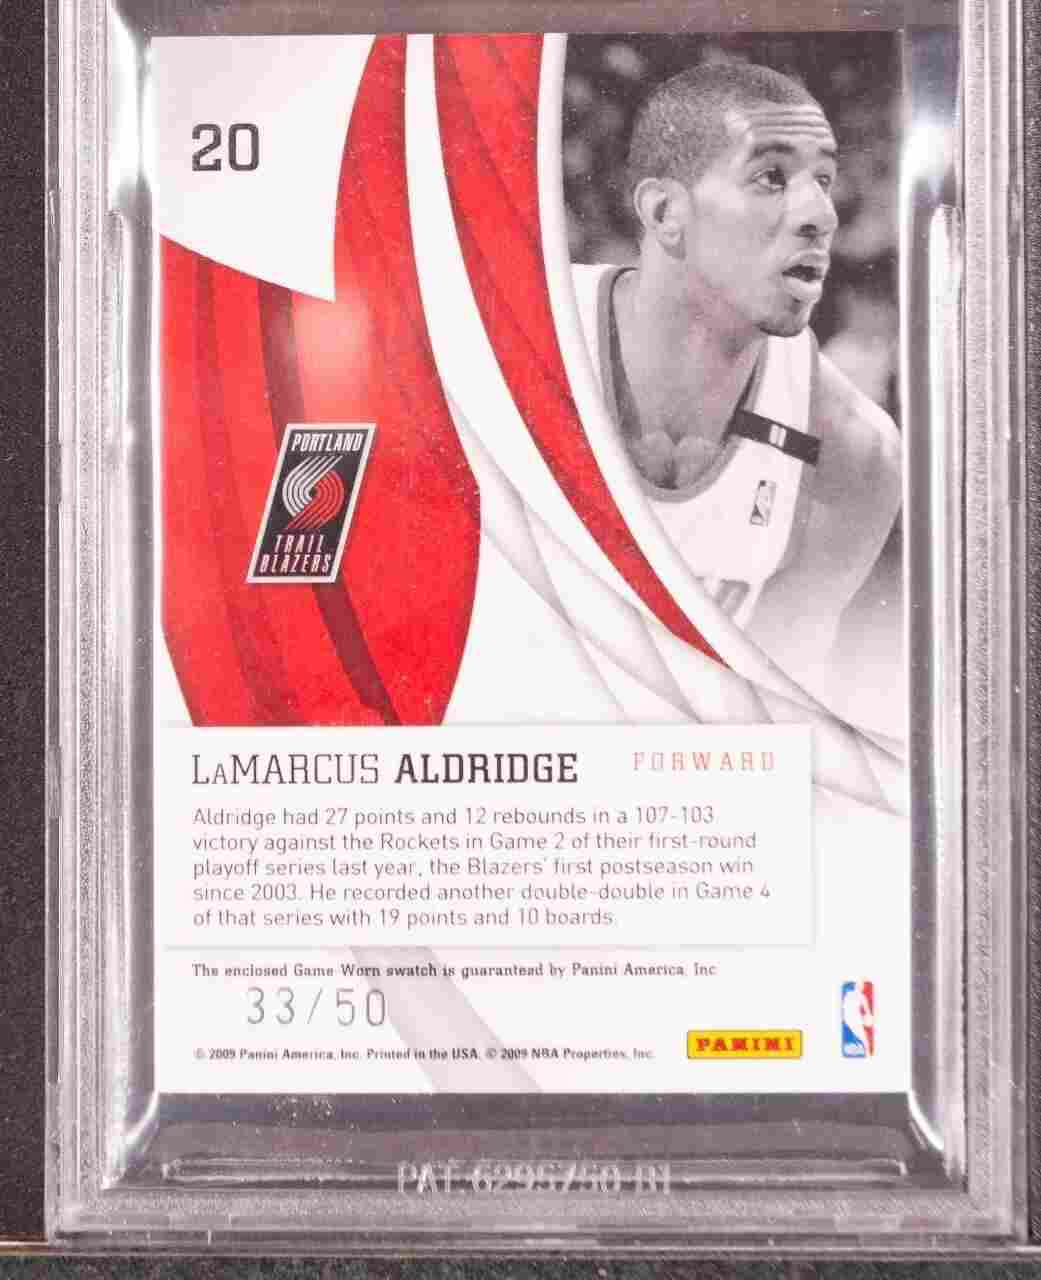 20
PORTLAND
TRAIL
BLAZERS
LaMARCUS ALDRIDGE FORWARD
Aldridge had 27 points and 12 rebounds in a 107-103
victory against the Rockets in Game 2 of their first-round
playoff series last year, the Blazers' first postseason win
since 2003. He recorded another double-double in Game 4
of that series with 19 points and 10 boards.
The enclosed Game Worn swatch is guaranteed by Panini America, Inc
33/50
© 2009 Panini America, Inc. Printed in the USA. © 2009 NBA Properties, Inc.
PANINI
PAT.